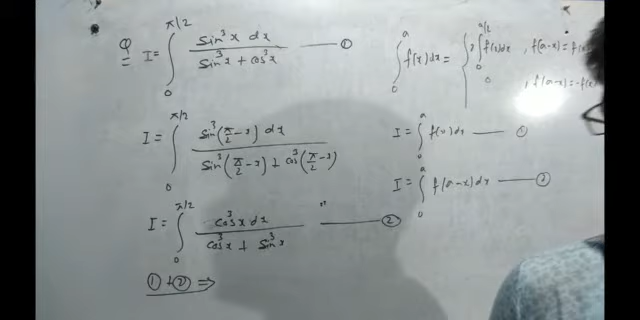 Q I = ∫₀^{π/2} sin³x dx / (sin³x + cos³x) —— ①
I = ∫₀^{π/2} sin³(π/2 - x) dx / (sin³(π/2 - x) + cos³(π/2 - x))
I = ∫₀^{π/2} cos³x dx / (cos³x + sin³x) —— ②
① + ② ⇒
∫₀^a f(x)dx = { 2∫₀^{a/2} f(x)dx , f(a-x) = f(x
0 , f(a-x) = -f(x)
I = ∫₀^a f(x)dx —— ①
I = ∫₀^a f(a-x)dx —— ②